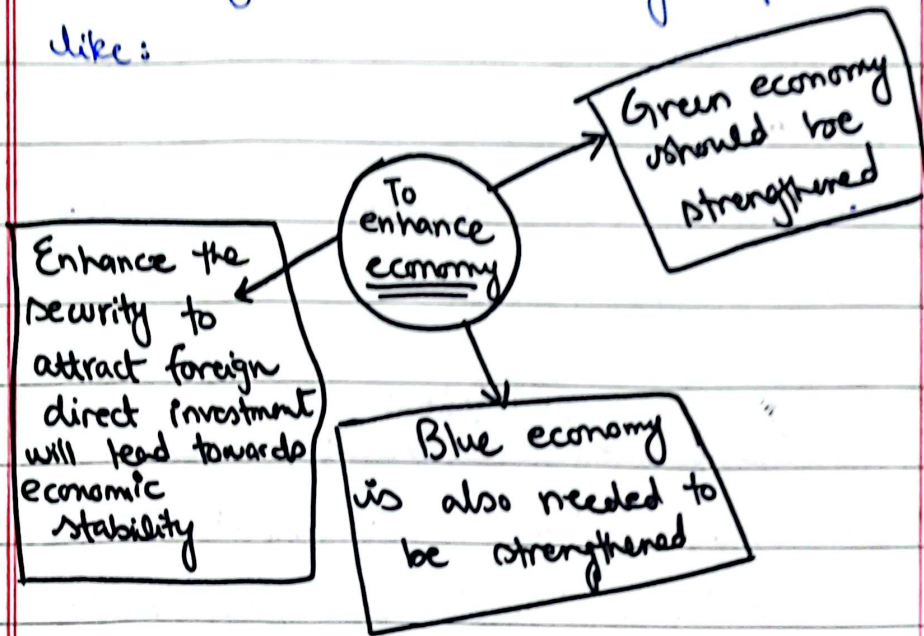 like:
To
enhance
economy
Green economy
should be
strengthened
Enhance the
security to
attract foreign
direct investment
will lead towards
economic
stability
Blue economy
is also needed to
be strengthened